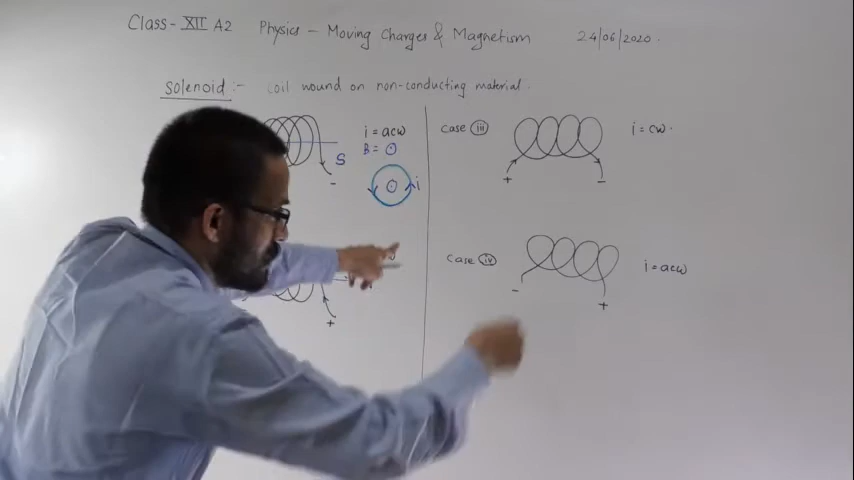 Class - XII A2 Physics - Moving Charges & Magnetism 24/06/2020.
Solenoid :- coil wound on non-conducting material.
i = acw
B = ⊙
S
-
i
+
case (iii) i = cw.
+ -
case (iv) i = acw
- +